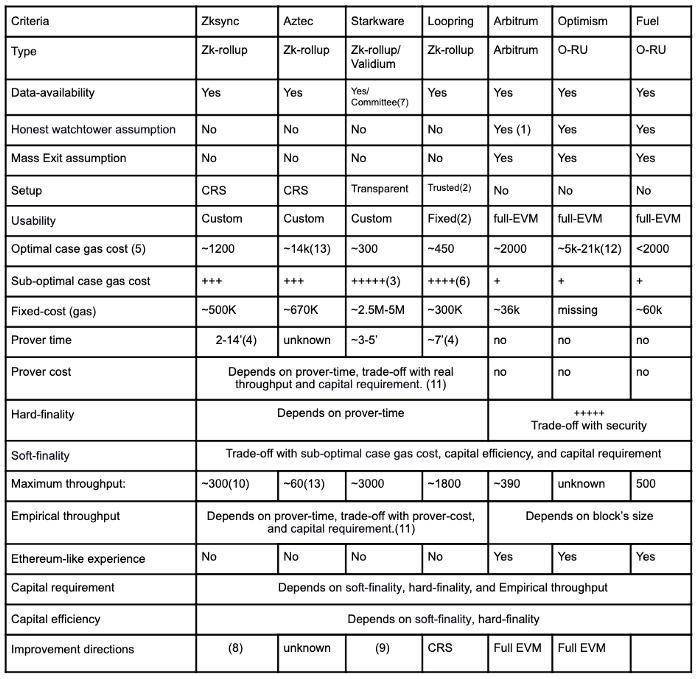 Criteria Zksync Aztec Starkware Loopring Arbitrum Optimism Fuel
Type Zk-rollup Zk-rollup Zk-rollup/ Zk-rollup Arbitrum O-RU O-RU
Validium
Data-availability Yes Yes Yes/ Yes Yes Yes Yes
Committee(7)
Honest watchtower assumption No No No No Yes (1) Yes Yes
Mass Exit assumption No No No No Yes Yes Yes
Setup CRS CRS Transparent Trusted(2) No No No
Usability Custom Custom Custom Fixed(2) full-EVM full-EVM full-EVM
Optimal case gas cost (5) ~1200 ~14k(13) ~300 ~450 ~2000 ~5k-21k(12) <2000
Sub-optimal case gas cost +++ +++ +++++(3) ++++(6) + + +
Fixed-cost (gas) ~500K ~670K ~2.5M-5M ~300K ~36k missing ~60k
Prover time 2-14'(4) unknown ~3-5' ~7'(4) no no no
Prover cost Depends on prover-time, trade-off with real no no no
throughput and capital requirement. (11)
Hard-finality Depends on prover-time +++++
Trade-off with security
Soft-finality Trade-off with sub-optimal case gas cost, capital efficiency, and capital requirement
Maximum throughput: ~300(10) ~60(13) ~3000 ~1800 ~390 unknown 500
Empirical throughput Depends on prover-time, trade-off with prover-cost, Depends on block's size
and capital requirement.(11)
Ethereum-like experience No No No No Yes Yes Yes
Capital requirement Depends on soft-finality, hard-finality, and Empirical throughput
Capital efficiency Depends on soft-finality, hard-finality
Improvement directions (8) unknown (9) CRS Full EVM Full EVM